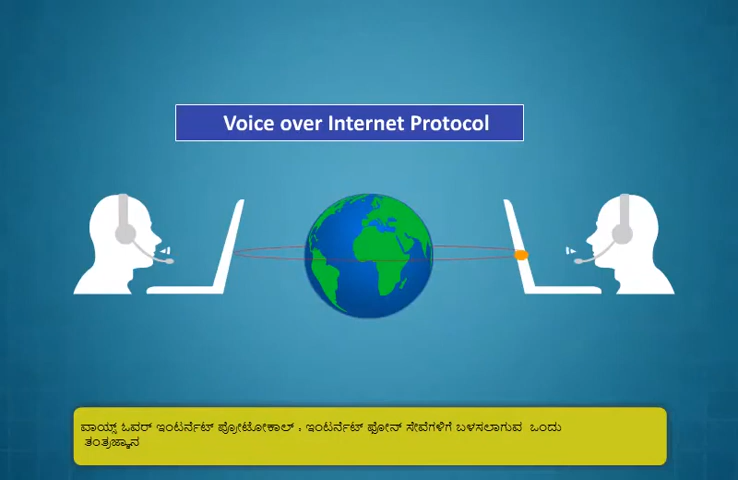 Voice over Internet Protocol
ವಾಯ್ಸ್ ಓವರ್ ಇಂಟರ್ನೆಟ್ ಪ್ರೋಟೋಕಾಲ್ : ಇಂಟರ್ನೆಟ್ ಫೋನ್ ಸೇವೆಗಳಿಗೆ ಬಳಸಲಾಗುವ ಒಂದು
ತಂತ್ರಜ್ಞಾನ